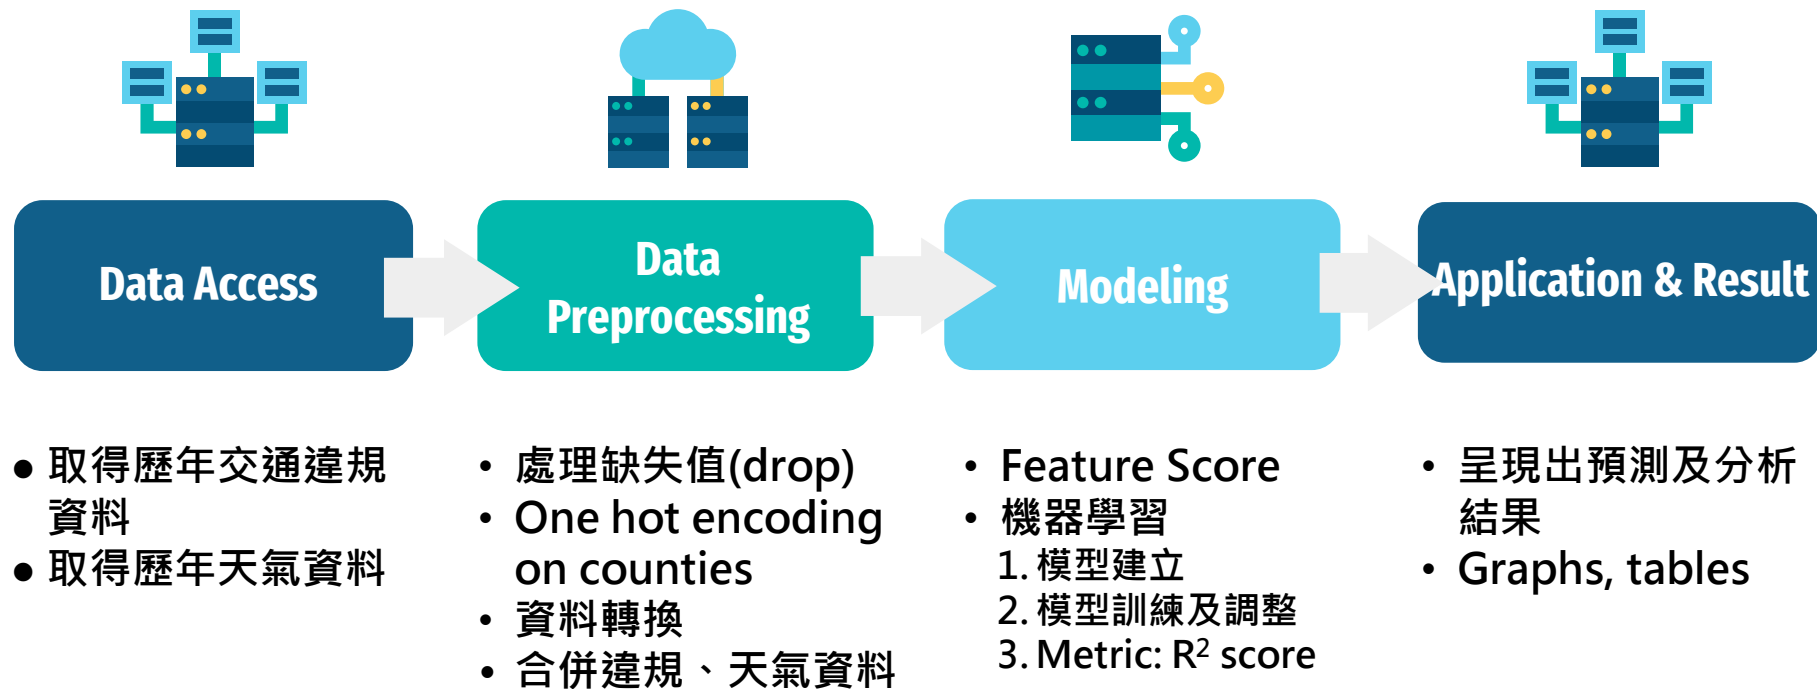 Data Access
Data
Preprocessing
Modeling
Application & Result
● 取得歷年交通違規
資料
● 取得歷年天氣資料
• 處理缺失值(drop)
• One hot encoding
on counties
• 資料轉換
• 合併違規、天氣資料
• Feature Score
• 機器學習
1. 模型建立
2. 模型訓練及調整
3. Metric: R² score
• 呈現出預測及分析
結果
• Graphs, tables